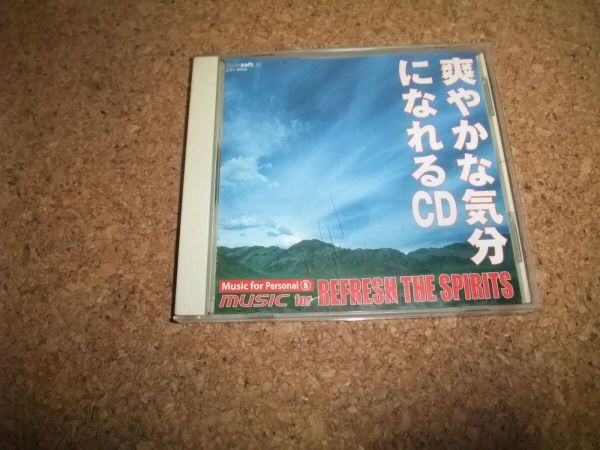 爽やかな気分
になれるCD
Music for Personal ⑥
music for REFRESH THE SPIRITS